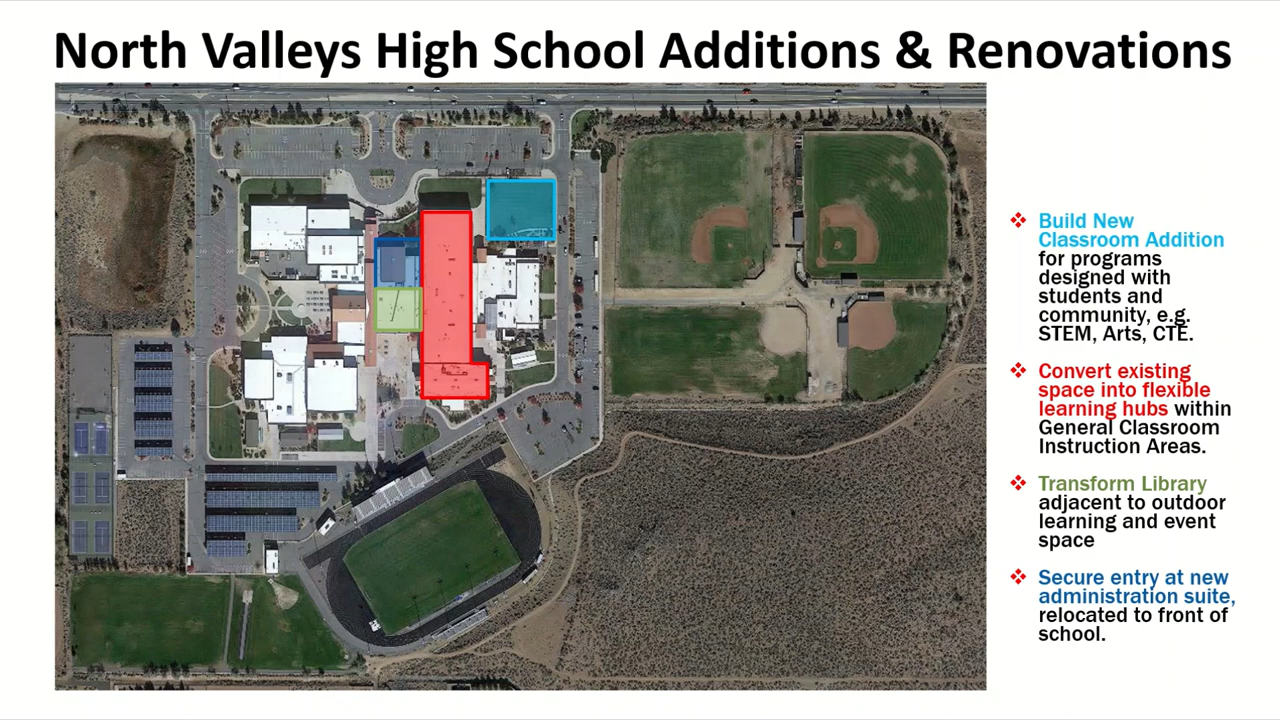 North Valleys High School Additions & Renovations
❖ Build New
Classroom Addition
for programs
designed with
students and
community, e.g.
STEM, Arts, CTE.
❖ Convert existing
space into flexible
learning hubs within
General Classroom
Instruction Areas.
❖ Transform Library
adjacent to outdoor
learning and event
space
❖ Secure entry at new
administration suite,
relocated to front of
school.